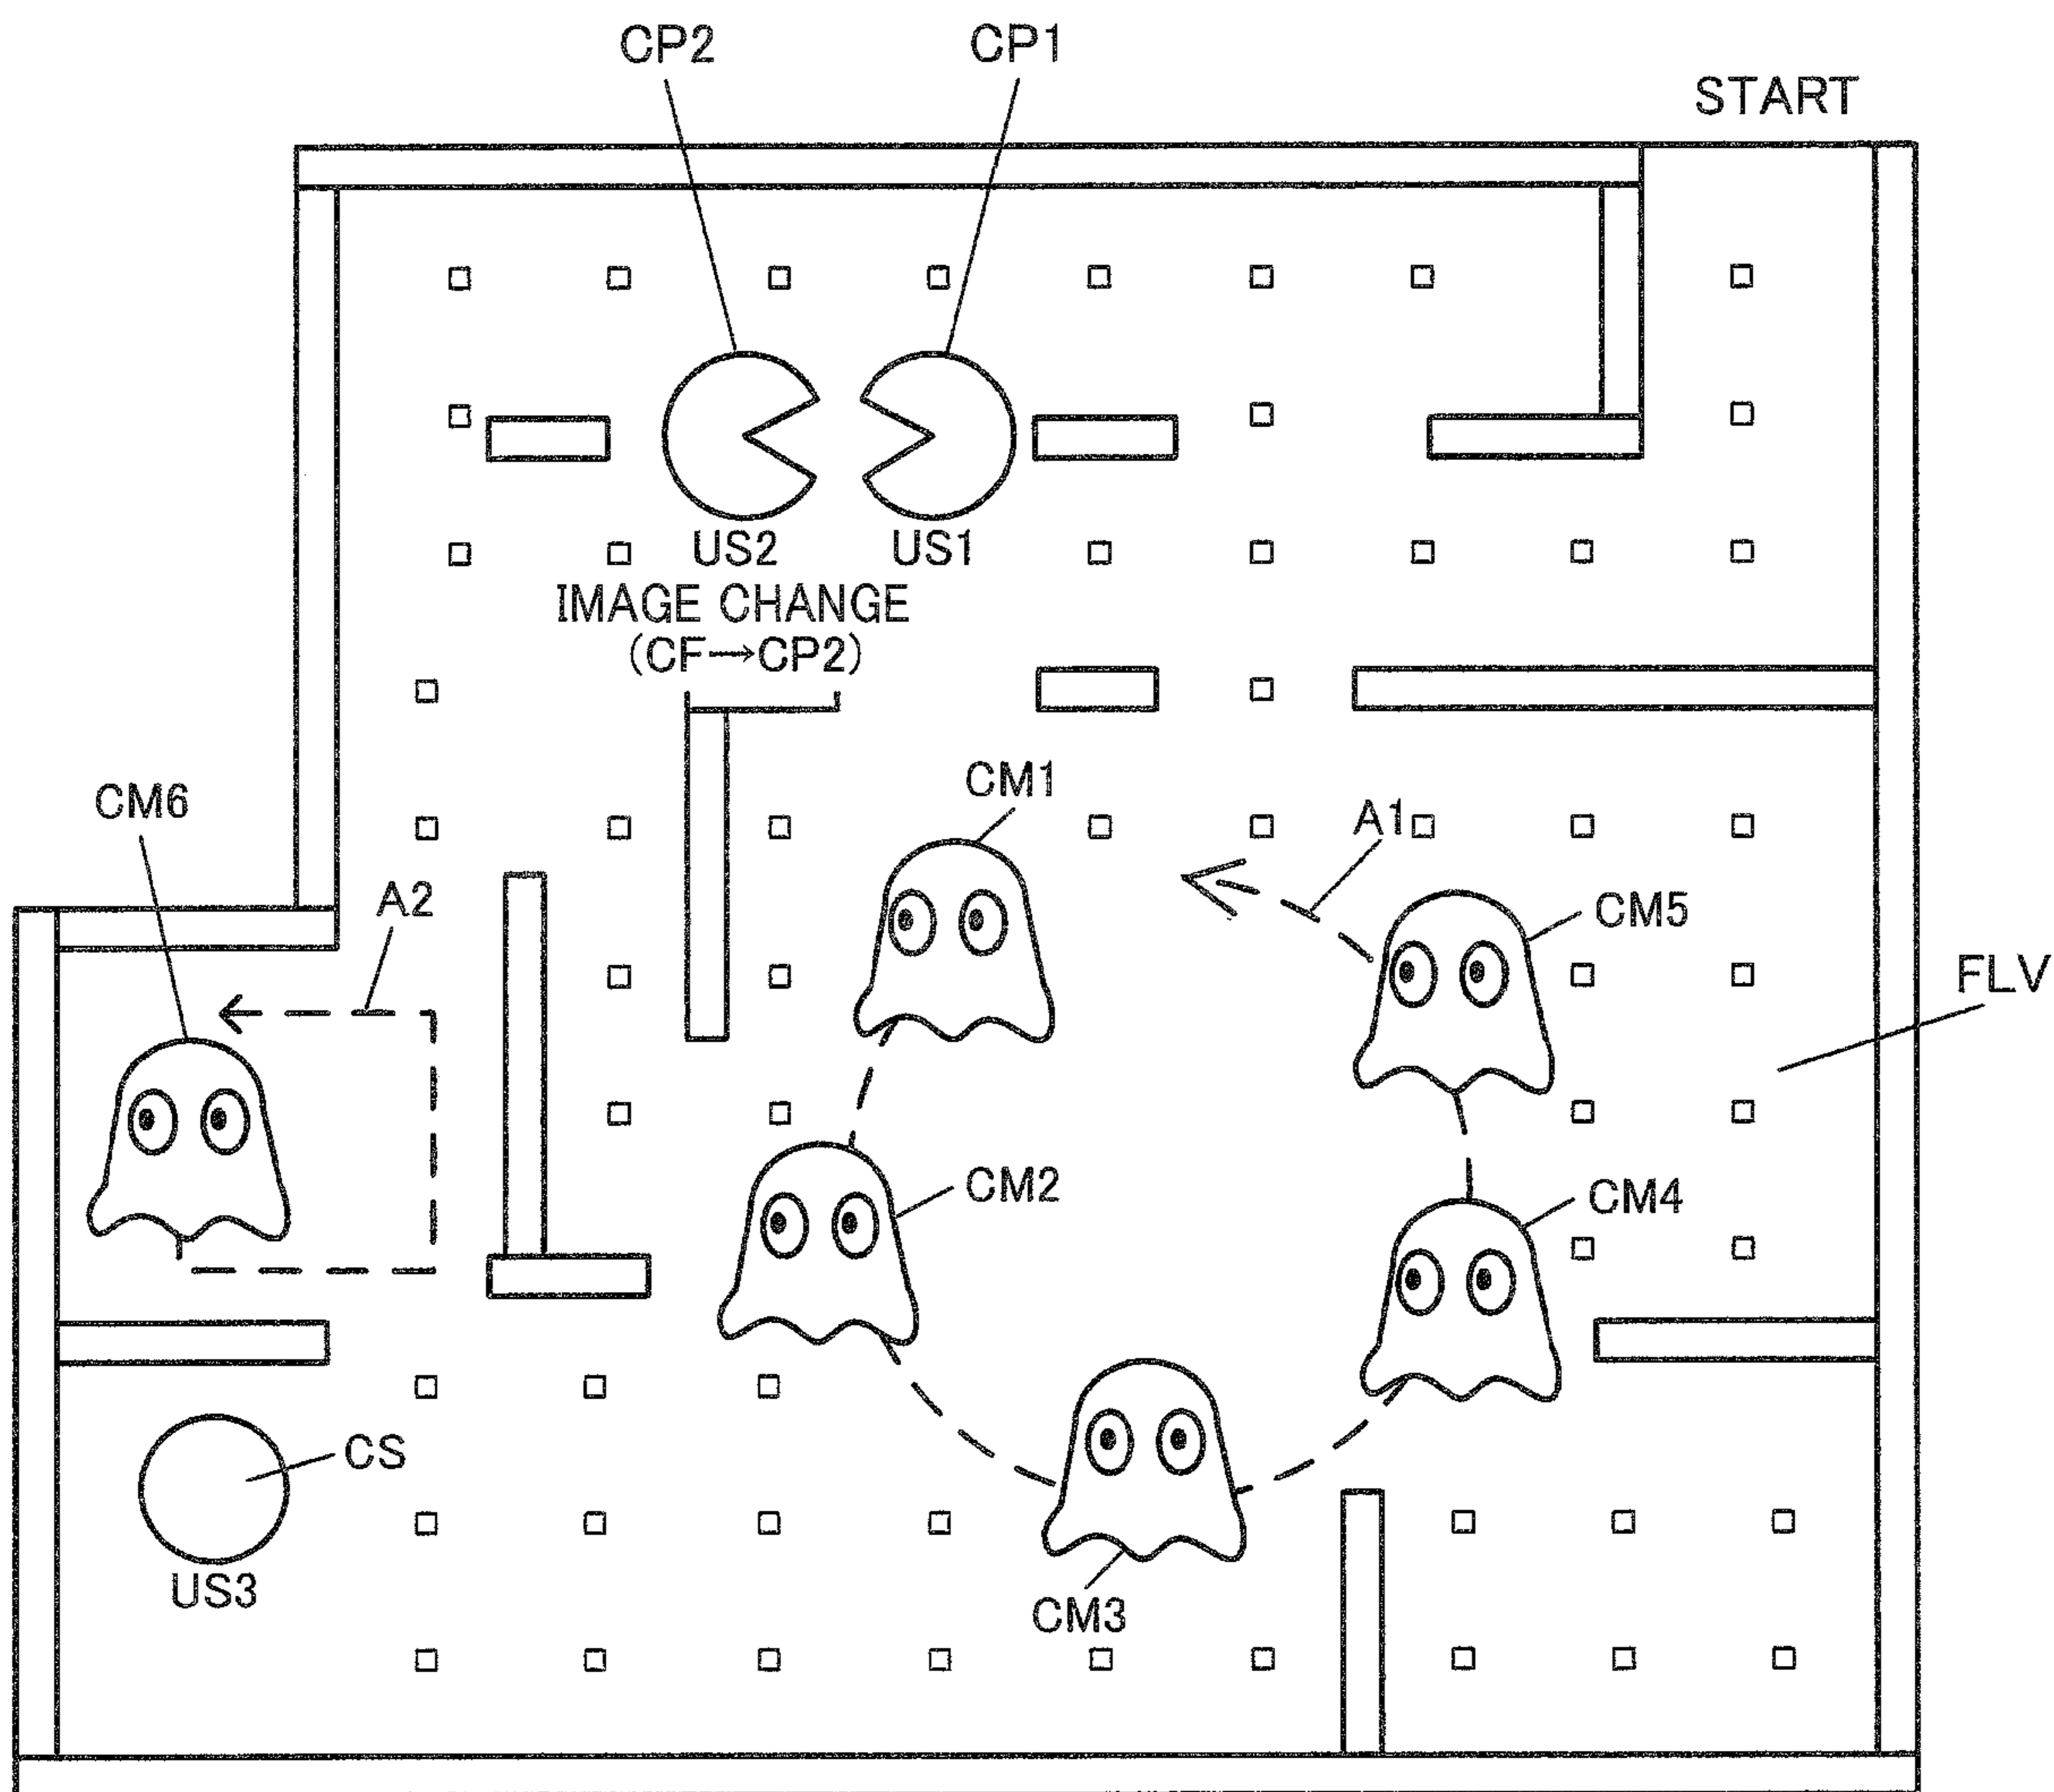 CP2
CP1
START
US2
US1
IMAGE CHANGE
(CF→CP2)
CM1
CM6
A1
A2
CM5
FLV
CM2
CM4
CS
US3
CM3